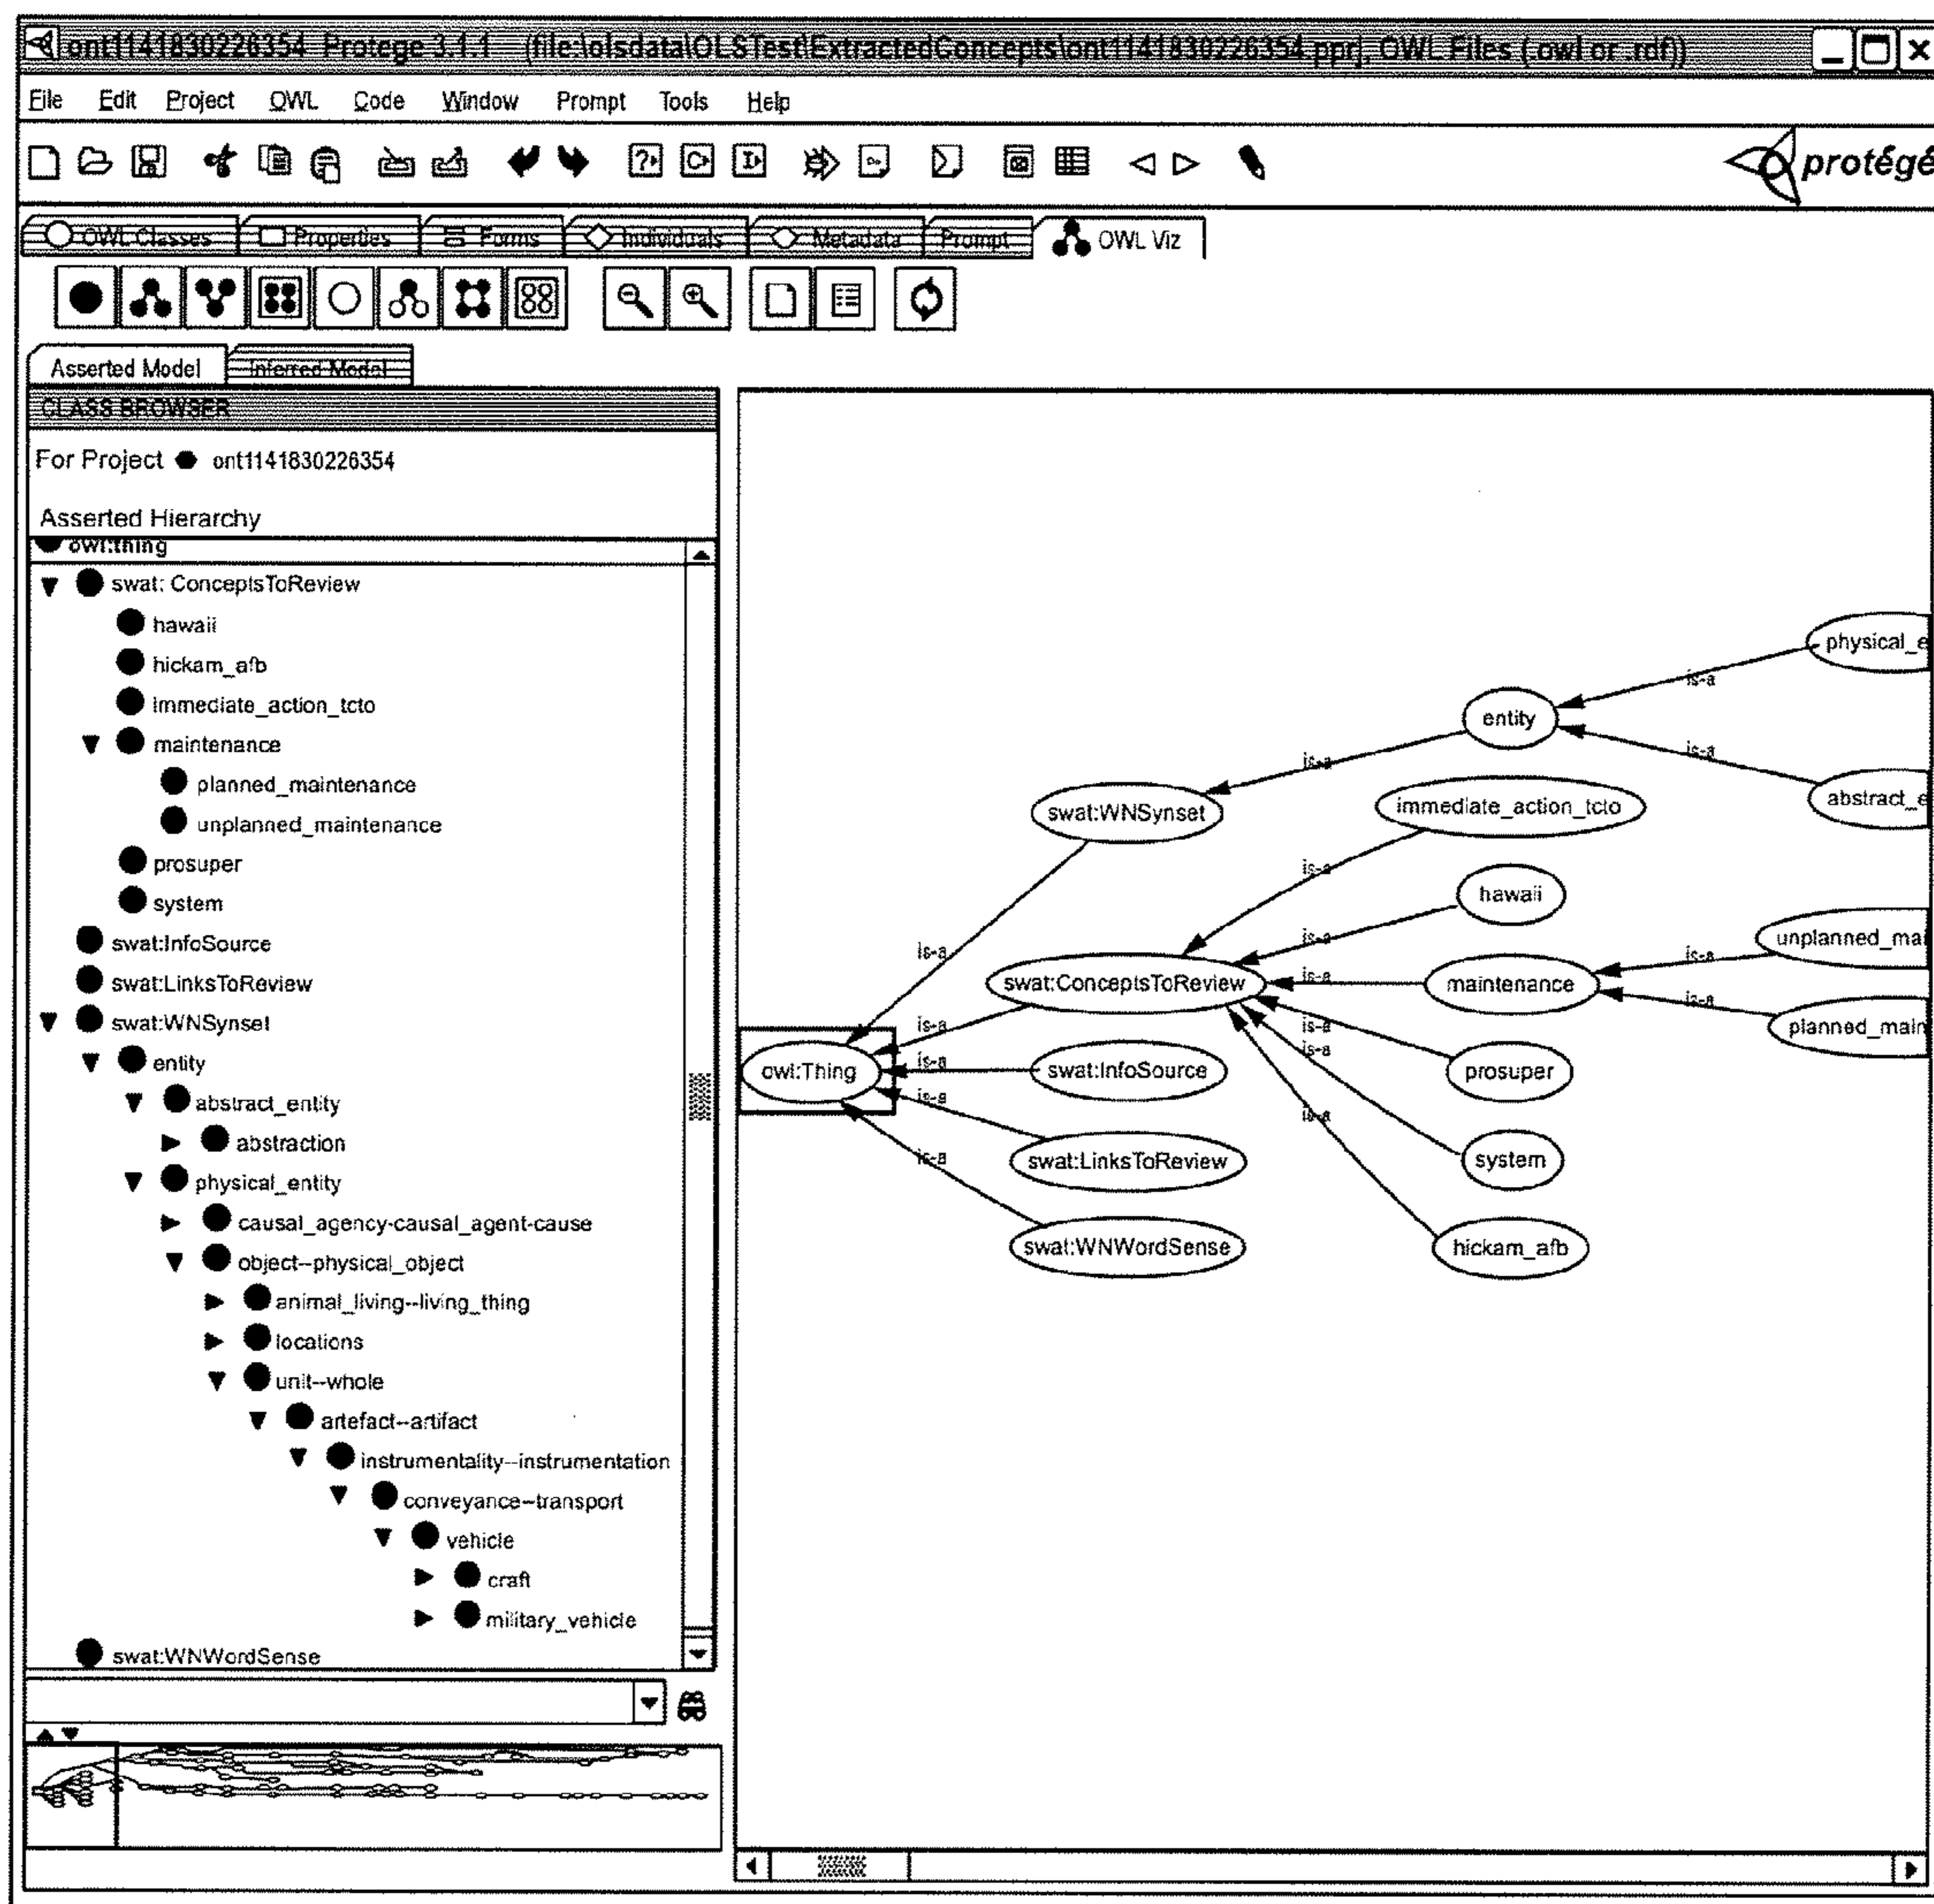 ont1141830226354 Protege 3.1.1 (file:\olsdata\OLSTest\ExtractedConcepts\ont1141830226354.pprj, OWL Files (.owl or .rdf))
File Edit Project OWL Code Window Prompt Tools Help
protégé
OWL Classes Properties Forms Individuals Metadata Prompt OWL Viz
Asserted Model Inferred Model
CLASS BROWSER
For Project ont1141830226354
Asserted Hierarchy
owl:thing
swat: ConceptsToReview
hawaii
hickam_afb
immediate_action_tcto
maintenance
planned_maintenance
unplanned_maintenance
prosuper
system
swat:InfoSource
swat:LinksToReview
swat:WNSynset
entity
abstract_entity
abstraction
physical_entity
causal_agency-causal_agent-cause
object--physical_object
animal_living--living_thing
locations
unit--whole
artefact--artifact
instrumentality--instrumentation
conveyance--transport
vehicle
craft
military_vehicle
swat:WNWordSense
physical_e
is-a
entity
is-a
is-a
abstract_e
swat:WNSynset
immediate_action_tcto
is-a
hawaii
is-a
is-a
unplanned_mai
is-a
swat:ConceptsToReview
is-a
maintenance
is-a
planned_main
is-a
is-a
is-a
owl:Thing
is-a
swat:InfoSource
prosuper
is-a
is-a
swat:LinksToReview
system
is-a
swat:WNWordSense
hickam_afb